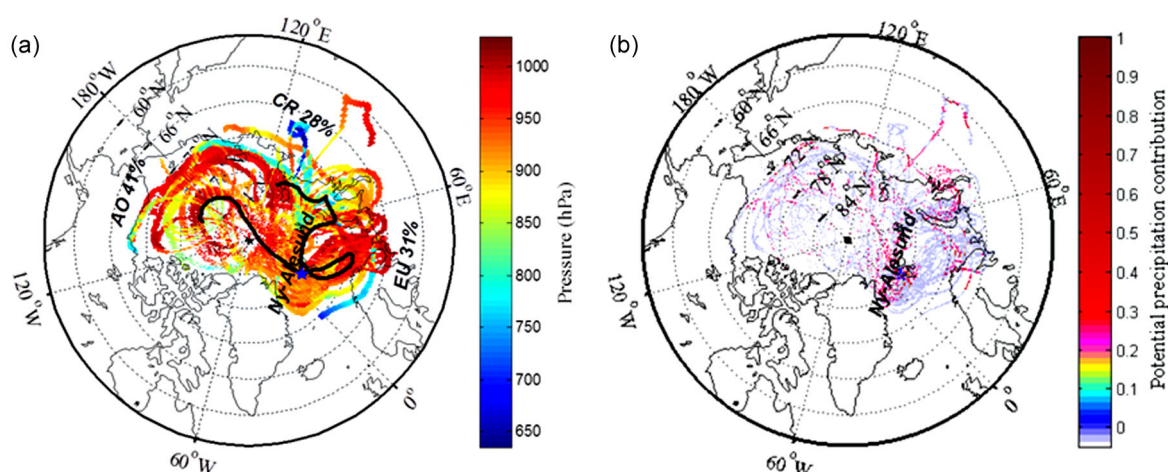 (a)
120°E
180°W
60°N
66°N
CR 28%
AO 41%
60°E
Ny-Alesund
EU 31%
120°W
0°
60°W
1000
950
900
850
800
750
700
650
Pressure (hPa)
(b)
120°E
180°W
60°N
66°N
72°
78°N
84°N
60°E
Ny-Alesund
120°W
0°
60°W
1
0.9
0.8
0.7
0.6
0.5
0.4
0.3
0.2
0.1
0
Potential precipitation contribution